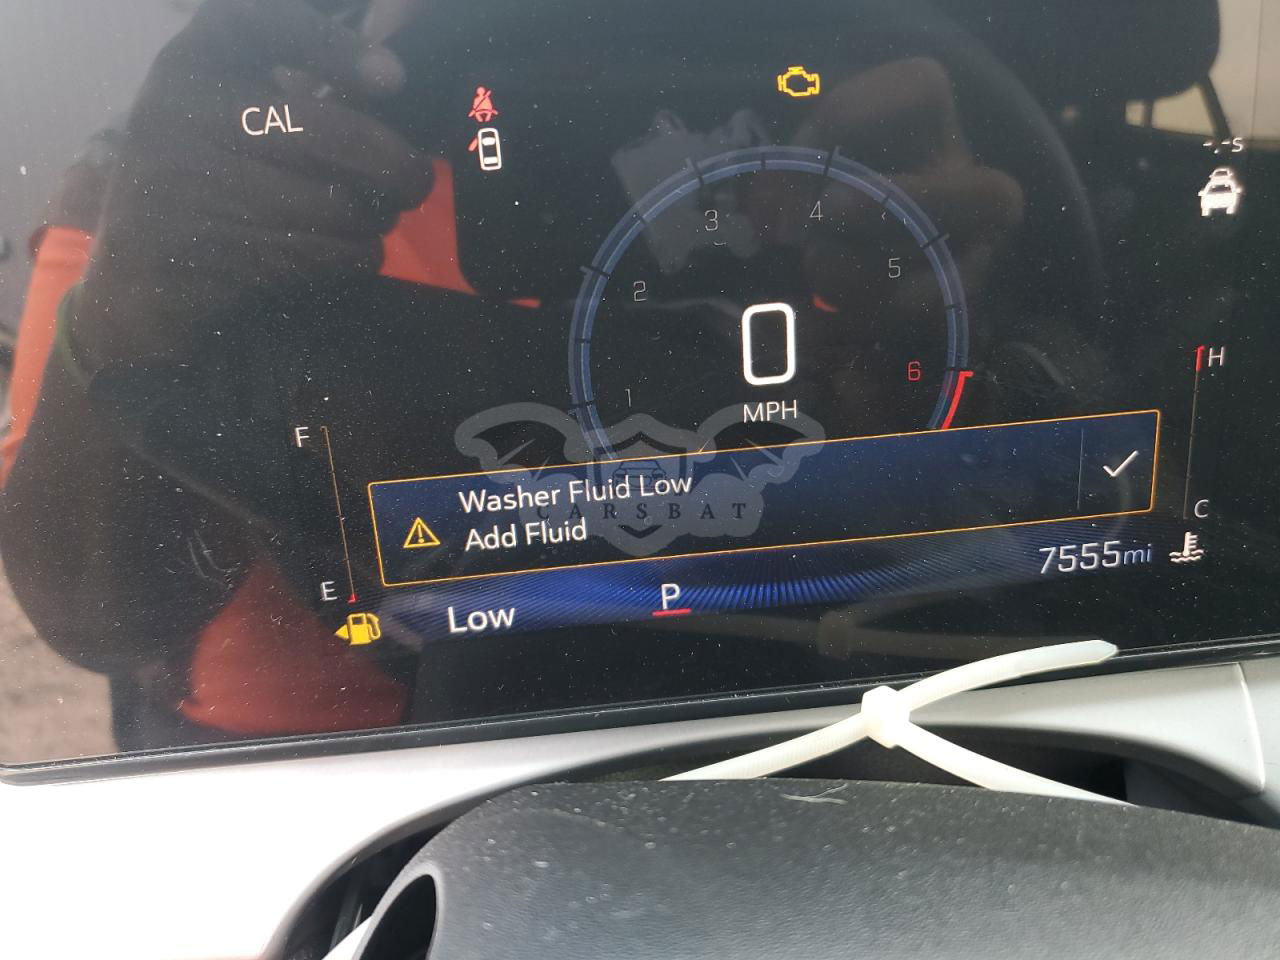 CAL
-.-s
3
4
2
5
0
6
1
MPH
F
H
Washer Fluid Low
CARSBAT
Add Fluid
C
E
7555mi
Low
P